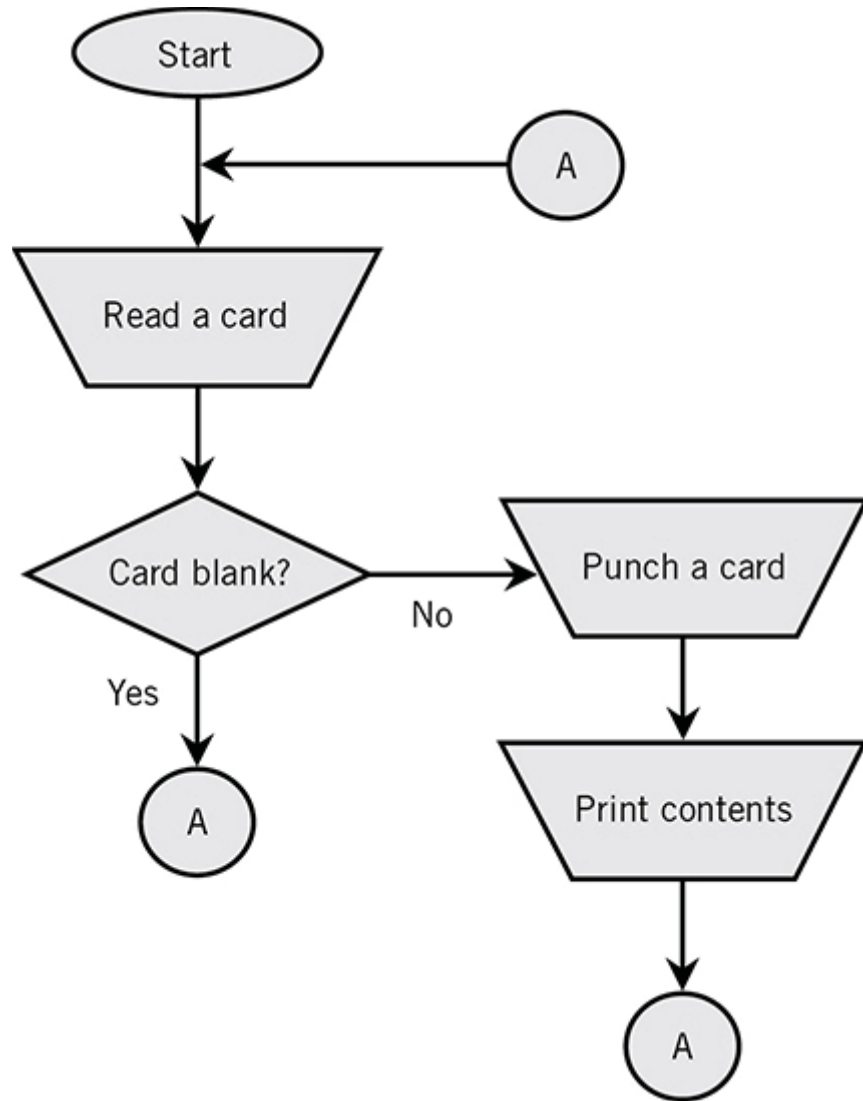 Start
A
Read a card
Card blank?
No
Yes
A
Punch a card
Print contents
A